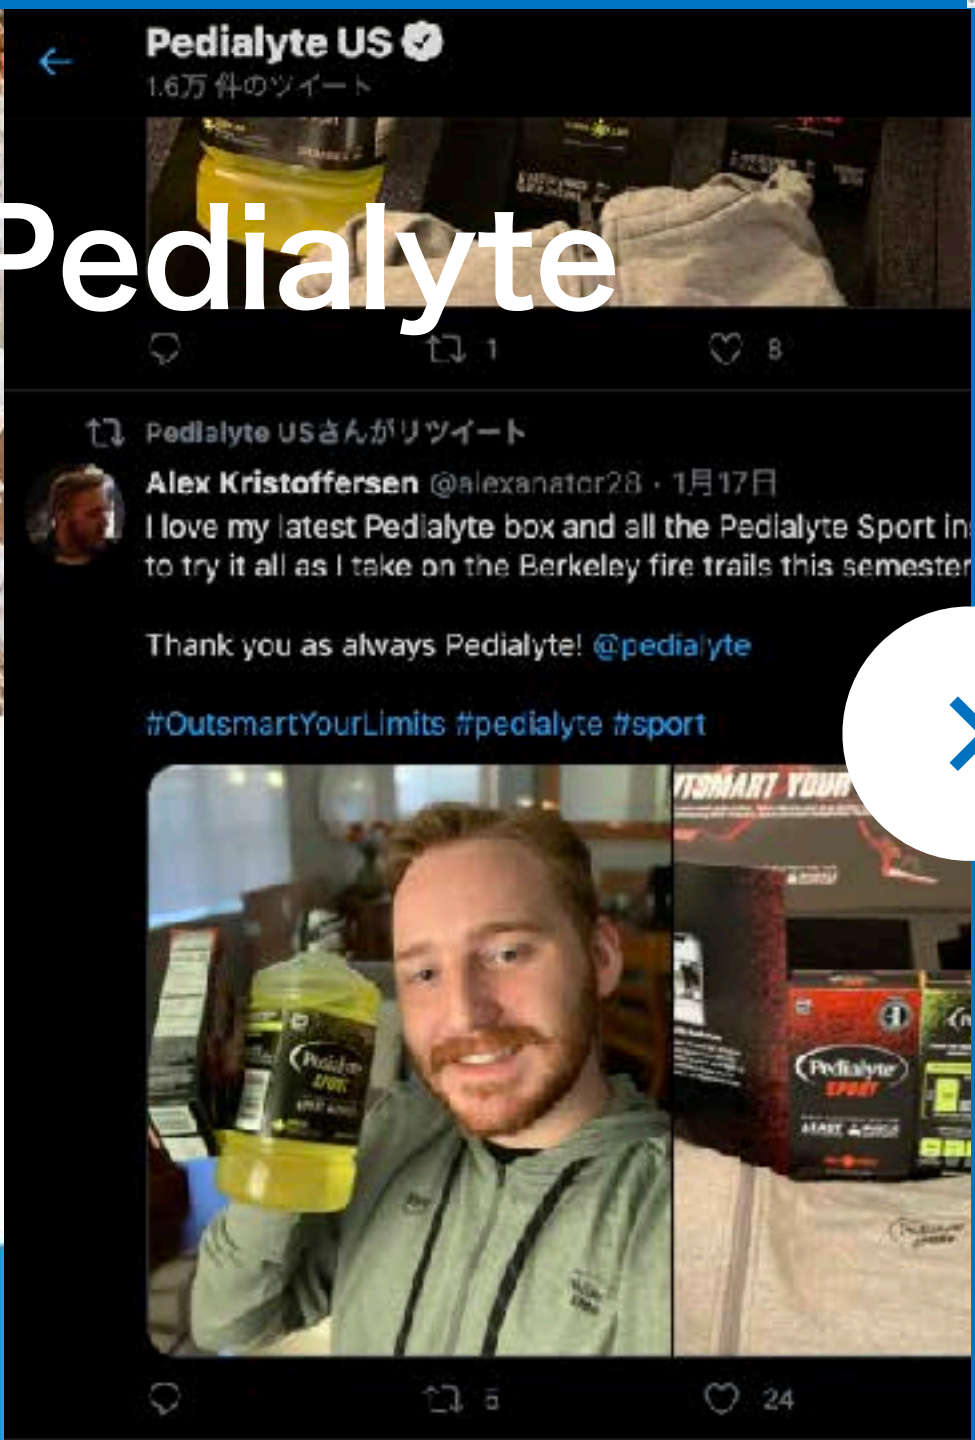 Pedialyte US
1.6万 件のツイート
Pedialyte
1
8
Pedialyte USさんがリツイート
Alex Kristoffersen @alexanator28 · 1月17日
I love my latest Pedialyte box and all the Pedialyte Sport in
to try it all as I take on the Berkeley fire trails this semester
Thank you as always Pedialyte! @pedialyte
#OutsmartYourLimits #pedialyte #sport
YOUR
Pedialyte
SPORT
Pedialyte
SPORT
5
24